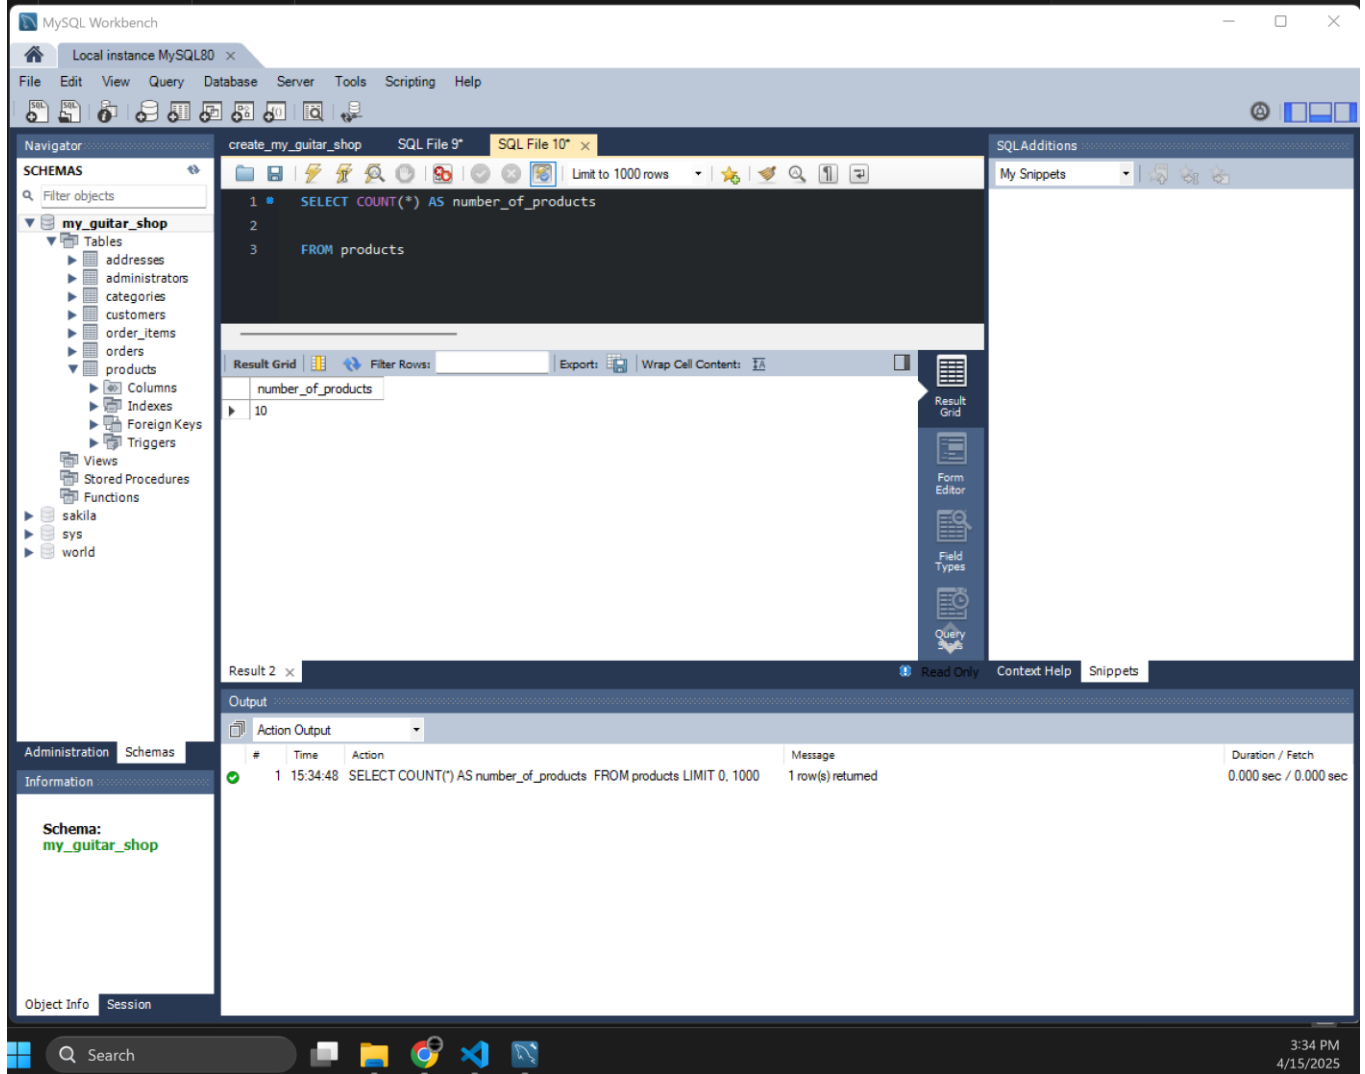 MySQL Workbench
Local instance MySQL80
File Edit View Query Database Server Tools Scripting Help
Navigator
SCHEMAS
Filter objects
my_guitar_shop
Tables
addresses
administrators
categories
customers
order_items
orders
products
Columns
Indexes
Foreign Keys
Triggers
Views
Stored Procedures
Functions
sakila
sys
world
Administration Schemas
Information
Schema:
my_guitar_shop
Object Info Session
create_my_guitar_shop SQL File 9* SQL File 10*
Limit to 1000 rows
1 SELECT COUNT(*) AS number_of_products
2
3 FROM products
Result Grid Filter Rows: Export: Wrap Cell Content:
number_of_products
10
Result
Grid
Form
Editor
Field
Types
Query
Result 2 Read Only
SQLAdditions
My Snippets
Context Help Snippets
Output
Action Output
# Time Action Message Duration / Fetch
1 15:34:48 SELECT COUNT(*) AS number_of_products FROM products LIMIT 0, 1000 1 row(s) returned 0.000 sec / 0.000 sec
Search
3:34 PM
4/15/2025